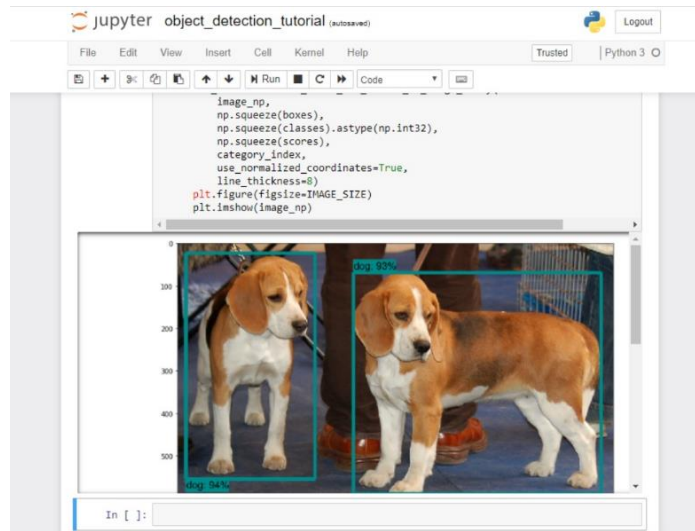 jupyter object_detection_tutorial (autosaved)
Logout
File Edit View Insert Cell Kernel Help
Trusted
Python 3
Run
Code
image_np,
np.squeeze(boxes),
np.squeeze(classes).astype(np.int32),
np.squeeze(scores),
category_index,
use_normalized_coordinates=True,
line_thickness=8)
plt.figure(figsize=IMAGE_SIZE)
plt.imshow(image_np)
0
dog: 93%
100
200
300
400
500
dog: 94%
In [ ]: